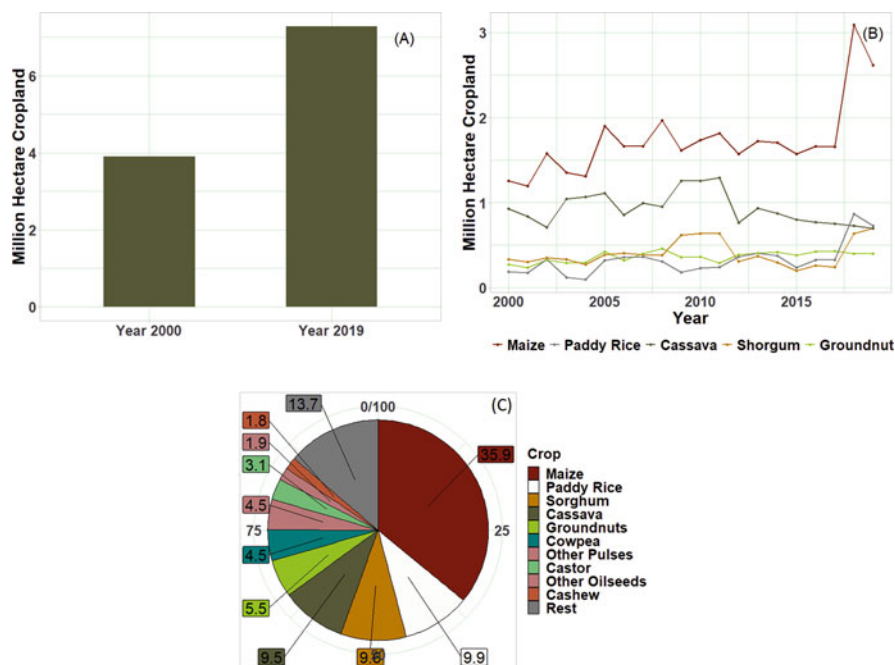 (A)
Million Hectare Cropland
6
4
2
0
Year 2000
Year 2019
(B)
Million Hectare Cropland
3
2
1
0
2000
2005
2010
2015
Year
Maize
Paddy Rice
Cassava
Shorgum
Groundnut
(C)
0/100
25
50
75
35.9
9.9
9.6
9.5
5.5
4.5
4.5
3.1
1.9
1.8
13.7
Crop
Maize
Paddy Rice
Sorghum
Cassava
Groundnuts
Cowpea
Other Pulses
Castor
Other Oilseeds
Cashew
Rest